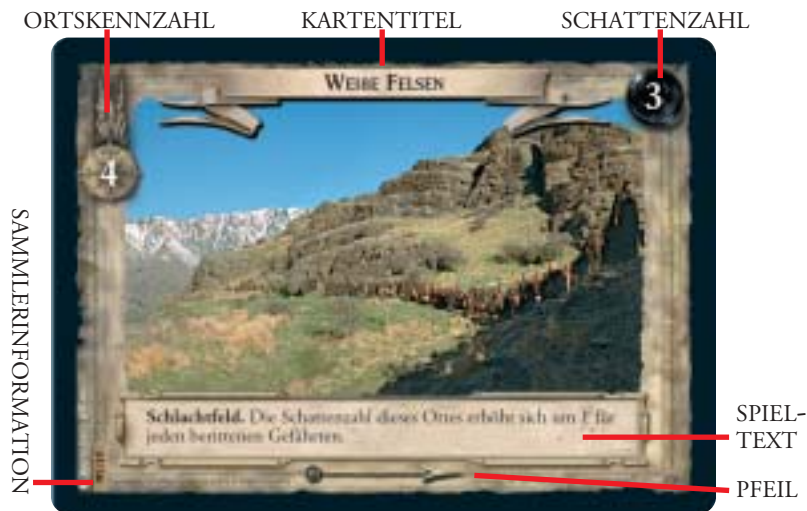 ORTSKENNZAHL KARTENTITEL SCHATTENZAHL
WEIßE FELSEN
3
4
SAMMLERINFORMATION
Schlachtfeld. Die Schattenzahl dieses Ortes erhöht sich um 1 für
jeden berittenen Gefährten.
SPIEL-
TEXT
PFEIL